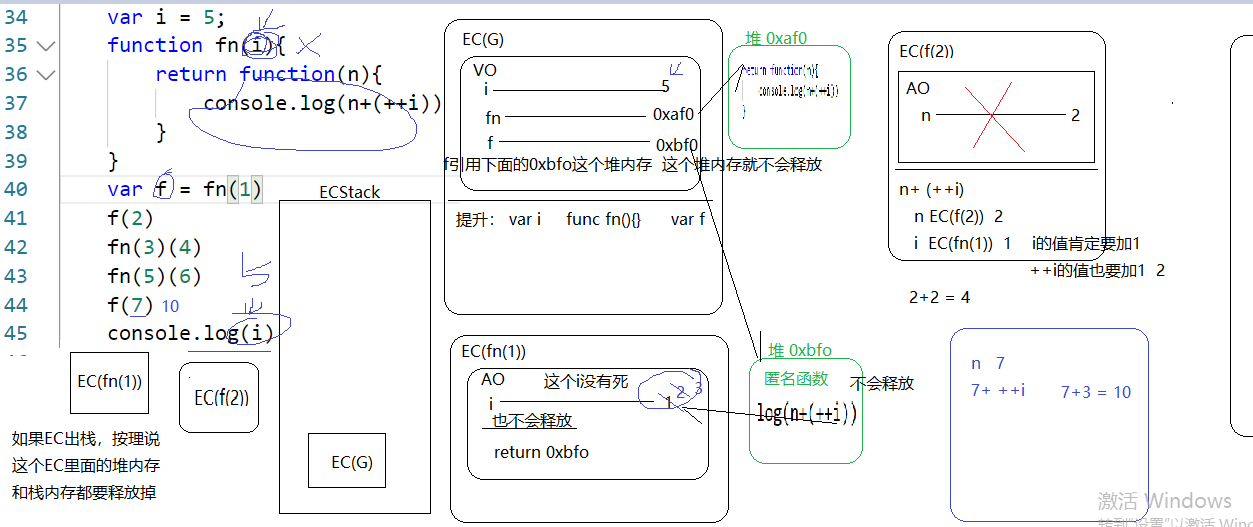 34 var i = 5;
35 function fn(i){
36 return function(n){
37 console.log(n+(++i))
38 }
39 }
40 var f = fn(1)
41 f(2)
42 fn(3)(4)
43 fn(5)(6)
44 f(7) 10
45 console.log(i)
5
EC(fn(1))
EC(f(2))
如果EC出栈，按理说
这个EC里面的堆内存
和栈内存都要释放掉
ECStack
EC(G)
EC(G)
VO
i 5
fn 0xaf0
f 0xbf0
f引用下面的0xbfo这个堆内存 这个堆内存就不会释放
提升： var i func fn(){} var f
堆 0xaf0
return function(n){
console.log(n+(++i))
}
EC(fn(1))
AO 这个i没有死
i 1 2 3
也不会释放
return 0xbfo
堆 0xbfo
匿名函数
不会释放
log(n+(++i))
EC(f(2))
AO
n 2
n+ (++i)
n EC(f(2)) 2
i EC(fn(1)) 1 i的值肯定要加1
++i的值也要加1 2
2+2 = 4
n 7
7+ ++i 7+3 = 10
激活 Windows
转到"设置"以激活 Wind